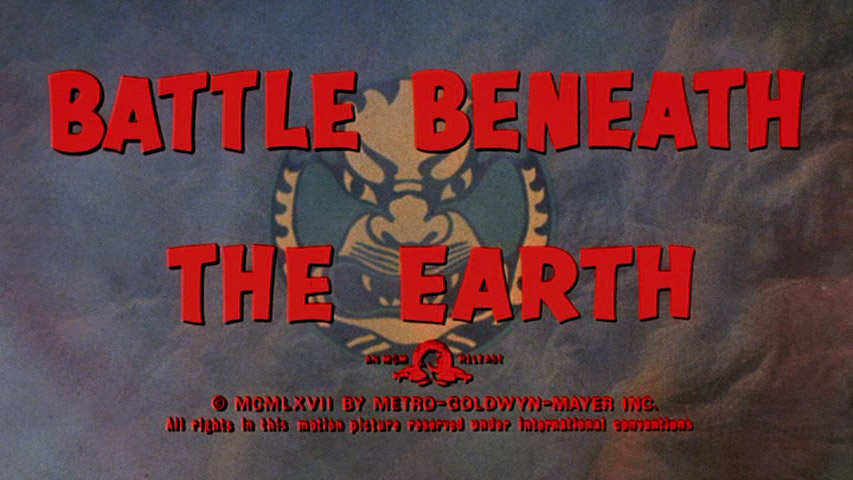 BATTLE BENEATH
THE EARTH
AN MGM RELEASE
© MCMLXVII BY METRO-GOLDWYN-MAYER INC.
All rights in this motion picture reserved under international conventions